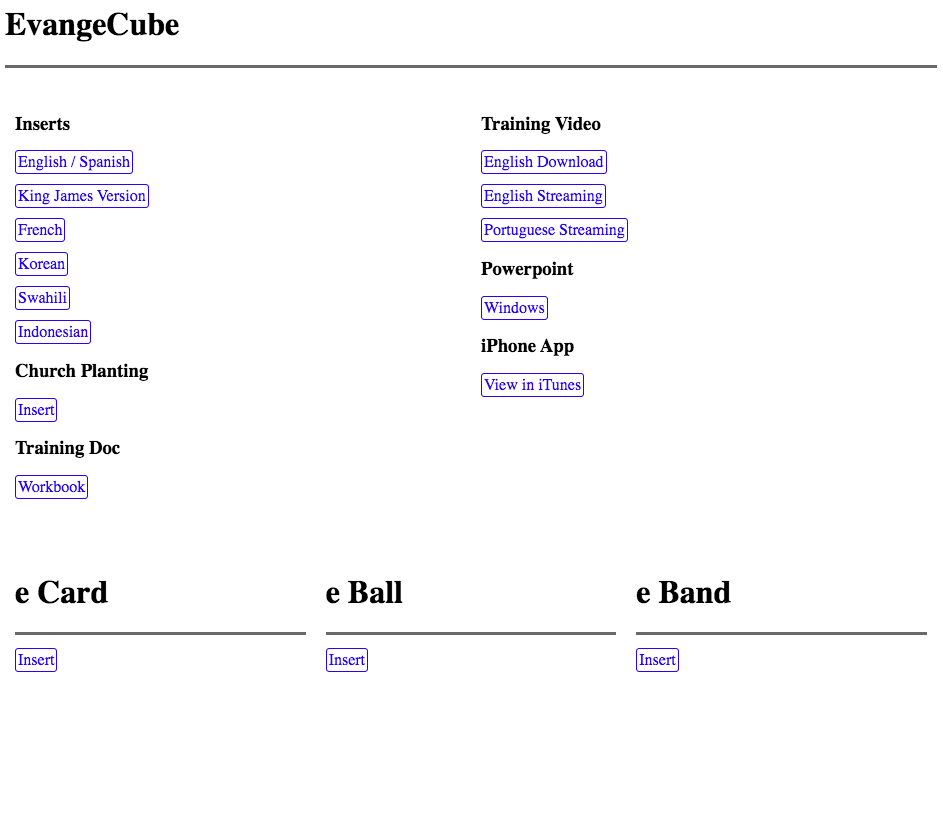 EvangeCube
Inserts
English / Spanish
King James Version
French
Korean
Swahili
Indonesian
Church Planting
Insert
Training Doc
Workbook
Training Video
English Download
English Streaming
Portuguese Streaming
Powerpoint
Windows
iPhone App
View in iTunes
e Card
Insert
e Ball
Insert
e Band
Insert